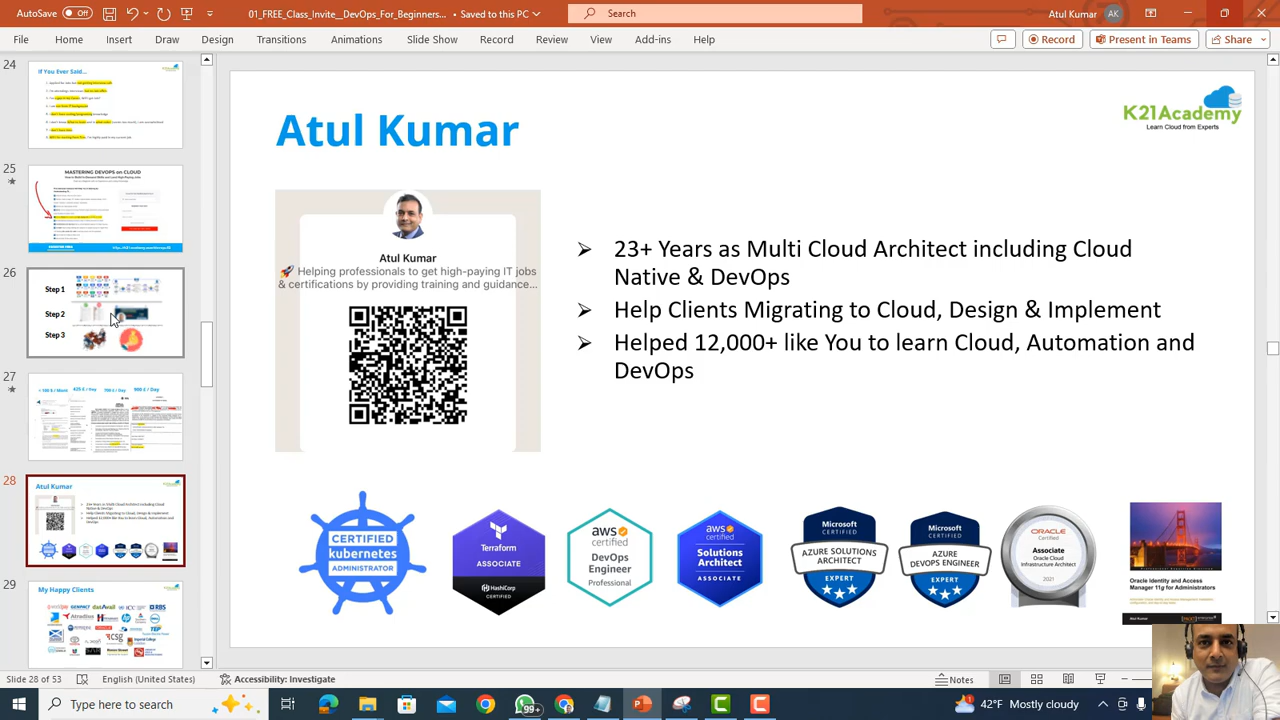 AutoSave
Off
01_FREE_Class_Invite__DevOps_to...
Saved to this PC
Search
Atul Kumar
AK
File
Home
Insert
Draw
Design
Transitions
Animations
Slide Show
Record
Review
View
Add-ins
Help
Record
Present in Teams
Share
24
If You Ever Said...
25
MASTERING DEVOPS on CLOUD
26
Step 1
Step 2
Step 3
27
28
Atul Kumar
29
My Happy Clients
Atul Kumar
K21Academy
Learn Cloud from Experts
Atul Kumar
🚀 Helping professionals to get high-paying IT jobs
& certifications by providing training and guidance...
➢ 23+ Years as Multi Cloud Architect including Cloud
Native & DevOps
➢ Help Clients Migrating to Cloud, Design & Implement
➢ Helped 12,000+ like You to learn Cloud, Automation and
DevOps
CERTIFIED
kubernetes
ADMINISTRATOR
Terraform
ASSOCIATE
HashiCorp
CERTIFIED
aws
certified
DevOps
Engineer
Professional
aws
certified
Solutions
Architect
ASSOCIATE
Microsoft
CERTIFIED
AZURE SOLUTIONS
ARCHITECT
EXPERT
Microsoft
CERTIFIED
AZURE
DEVOPS ENGINEER
EXPERT
ORACLE
Certified
Associate
Oracle Cloud
Infrastructure Architect
2021
Oracle Identity and Access
Manager 11g for Administrators
Atul Kumar
Slide 28 of 53
English (United States)
Accessibility: Investigate
Notes
Type here to search
99+
42°F Mostly cloudy